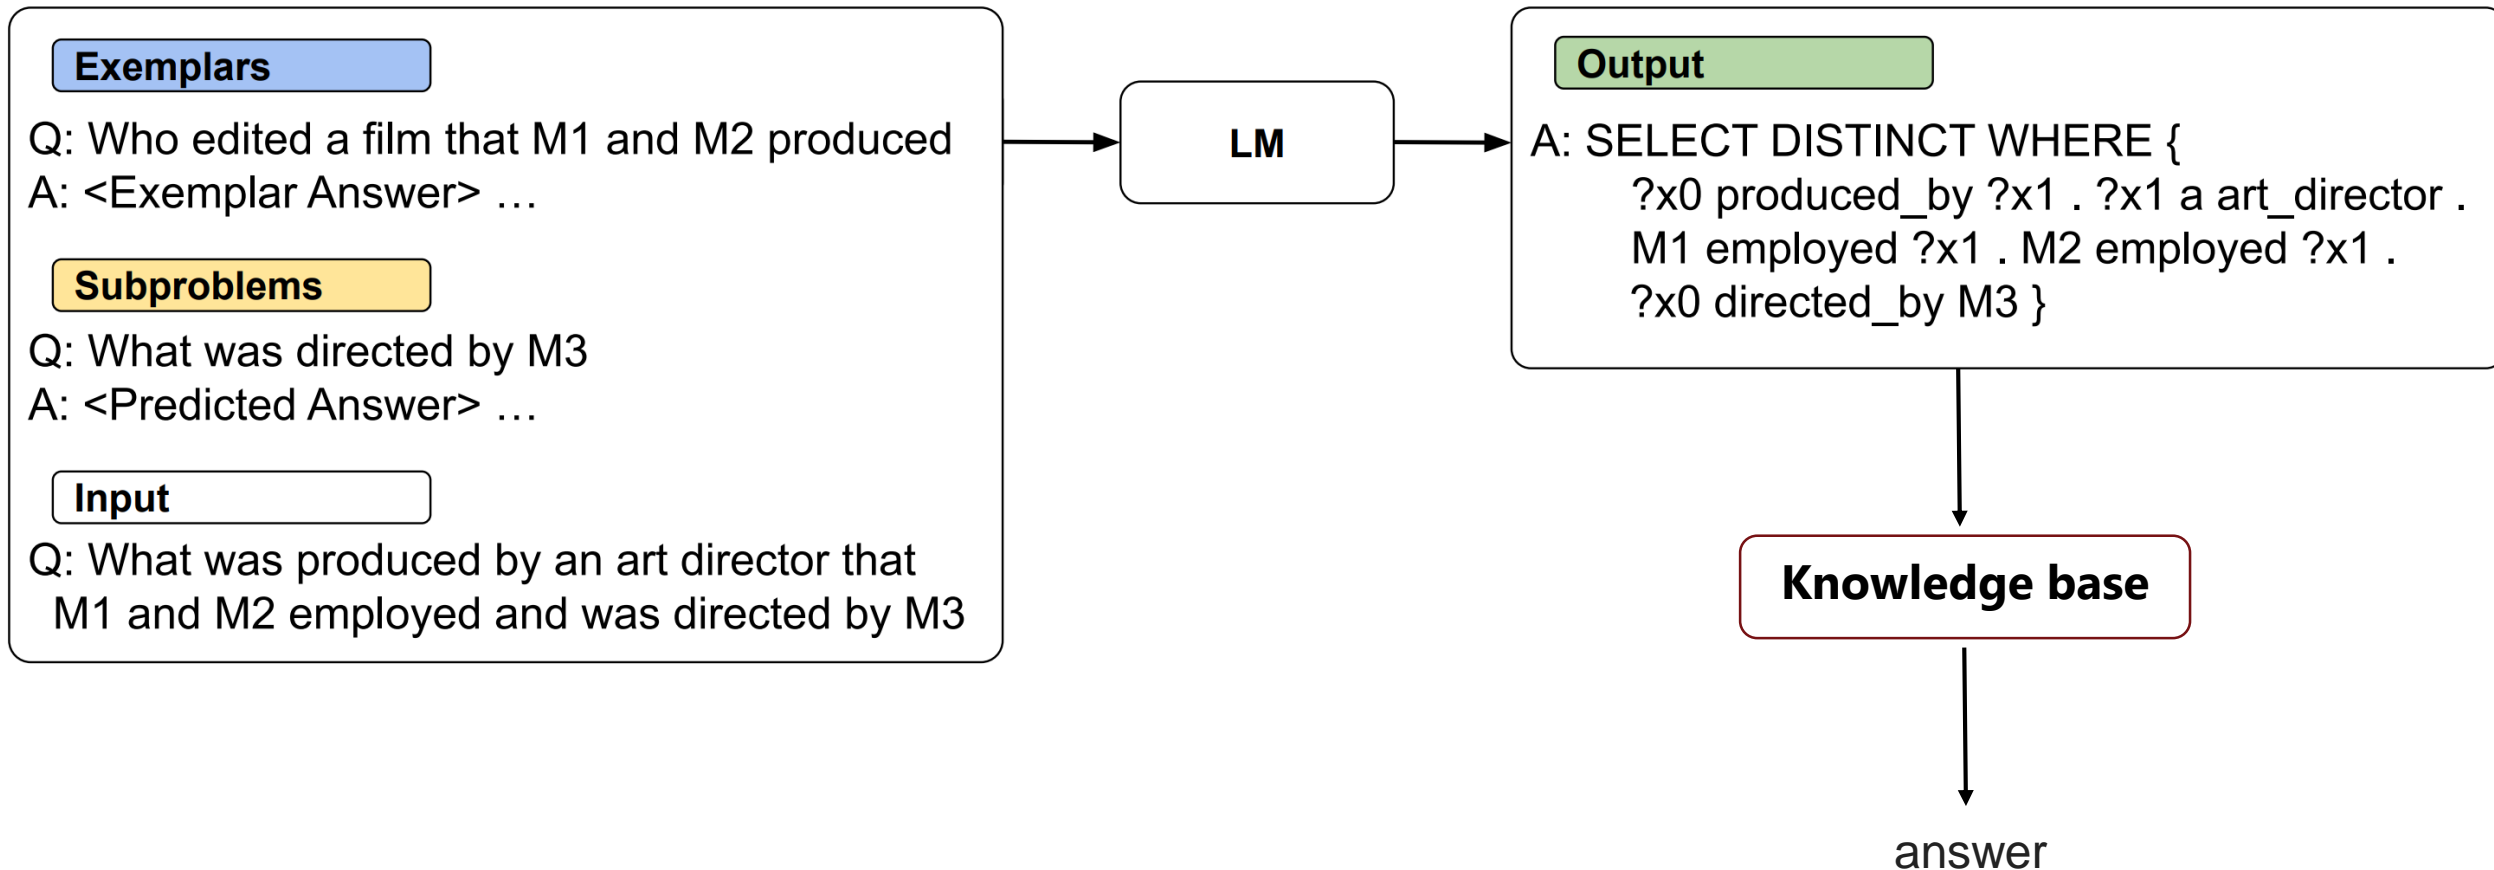 Exemplars
Q: Who edited a film that M1 and M2 produced
A: <Exemplar Answer> …
Subproblems
Q: What was directed by M3
A: <Predicted Answer> …
Input
Q: What was produced by an art director that
M1 and M2 employed and was directed by M3
LM
Output
A: SELECT DISTINCT WHERE {
?x0 produced_by ?x1 . ?x1 a art_director .
M1 employed ?x1 . M2 employed ?x1 .
?x0 directed_by M3 }
Knowledge base
answer